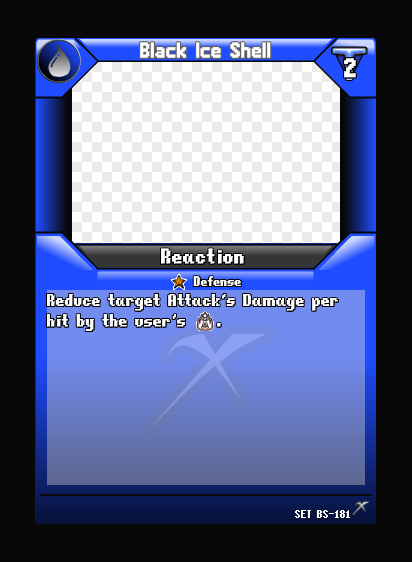 Black Ice Shell
2
Reaction
Defense
Reduce target Attack's Damage per
hit by the user's .
SET BS-181